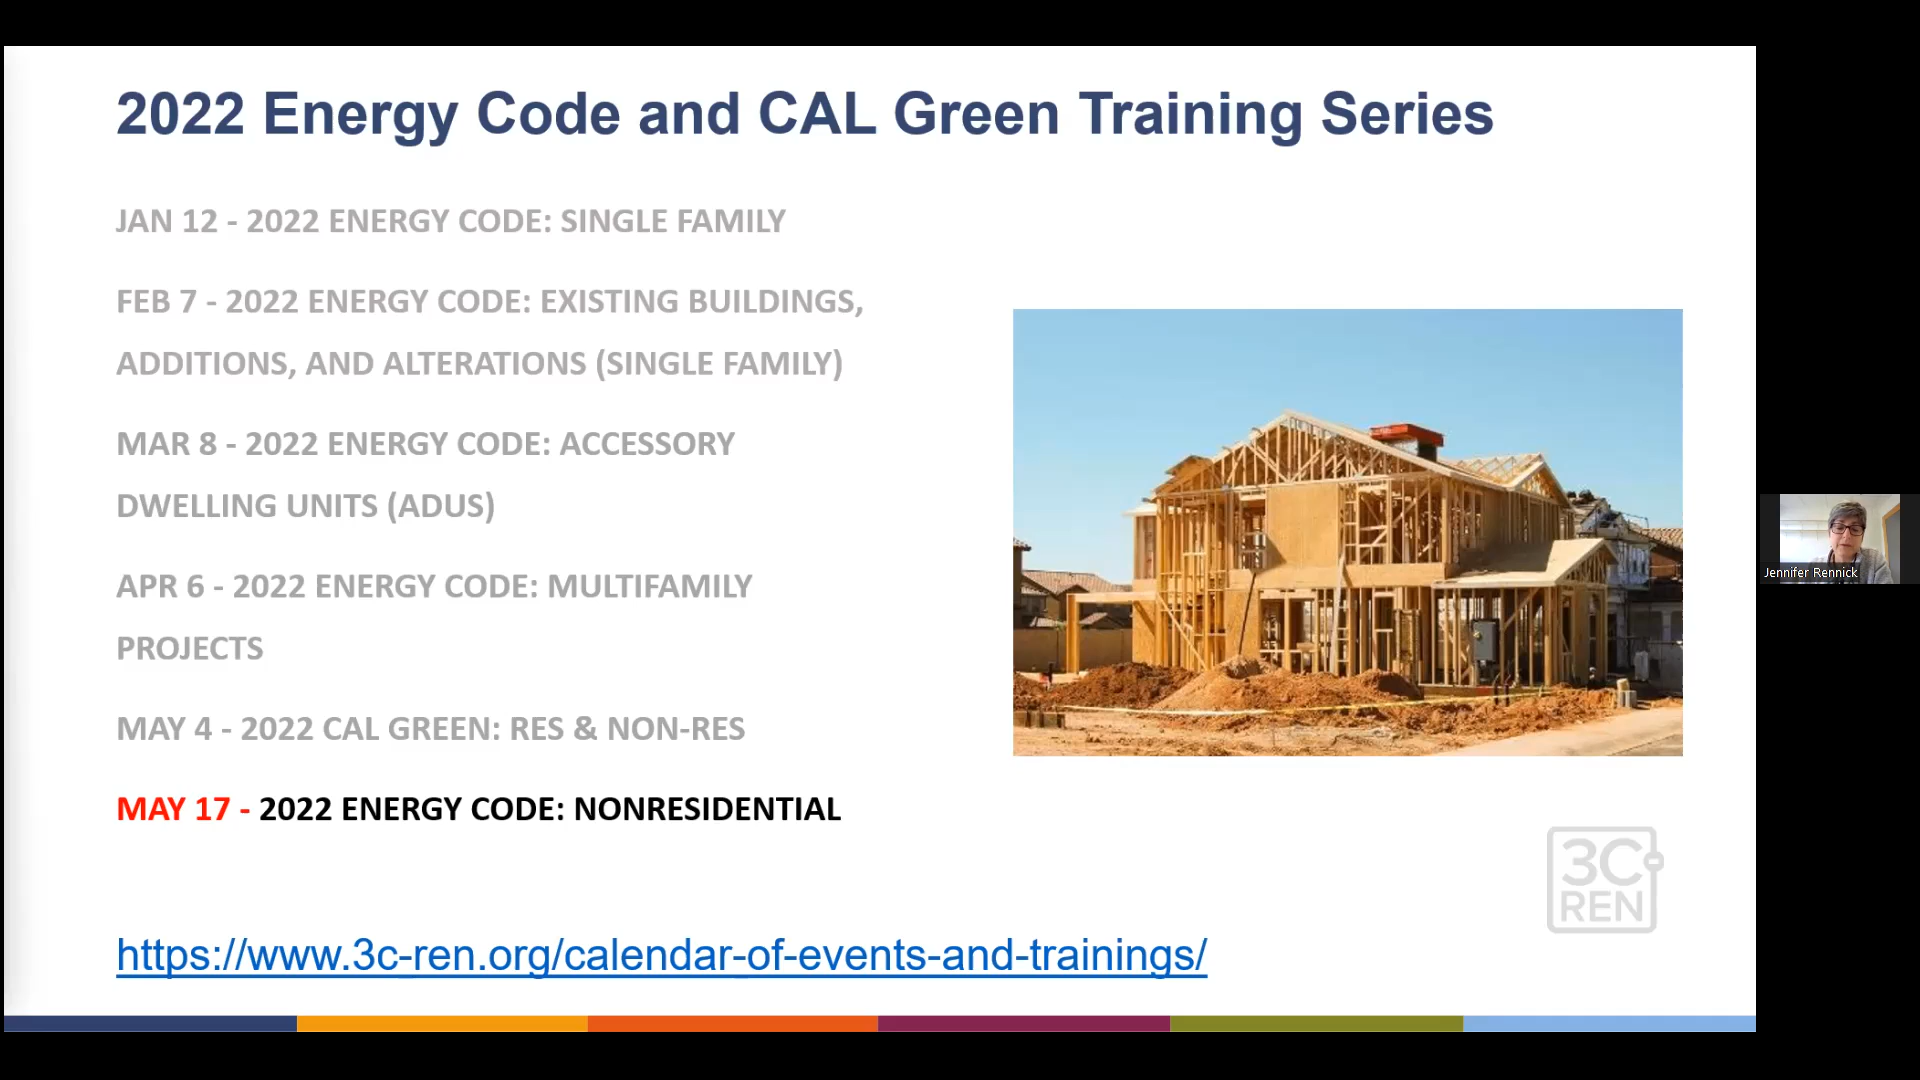 2022 Energy Code and CAL Green Training Series
JAN 12 - 2022 ENERGY CODE: SINGLE FAMILY
FEB 7 - 2022 ENERGY CODE: EXISTING BUILDINGS,
ADDITIONS, AND ALTERATIONS (SINGLE FAMILY)
MAR 8 - 2022 ENERGY CODE: ACCESSORY
DWELLING UNITS (ADUS)
APR 6 - 2022 ENERGY CODE: MULTIFAMILY
PROJECTS
MAY 4 - 2022 CAL GREEN: RES & NON-RES
MAY 17 - 2022 ENERGY CODE: NONRESIDENTIAL
https://www.3c-ren.org/calendar-of-events-and-trainings/
3C-
REN
Jennifer Rennick